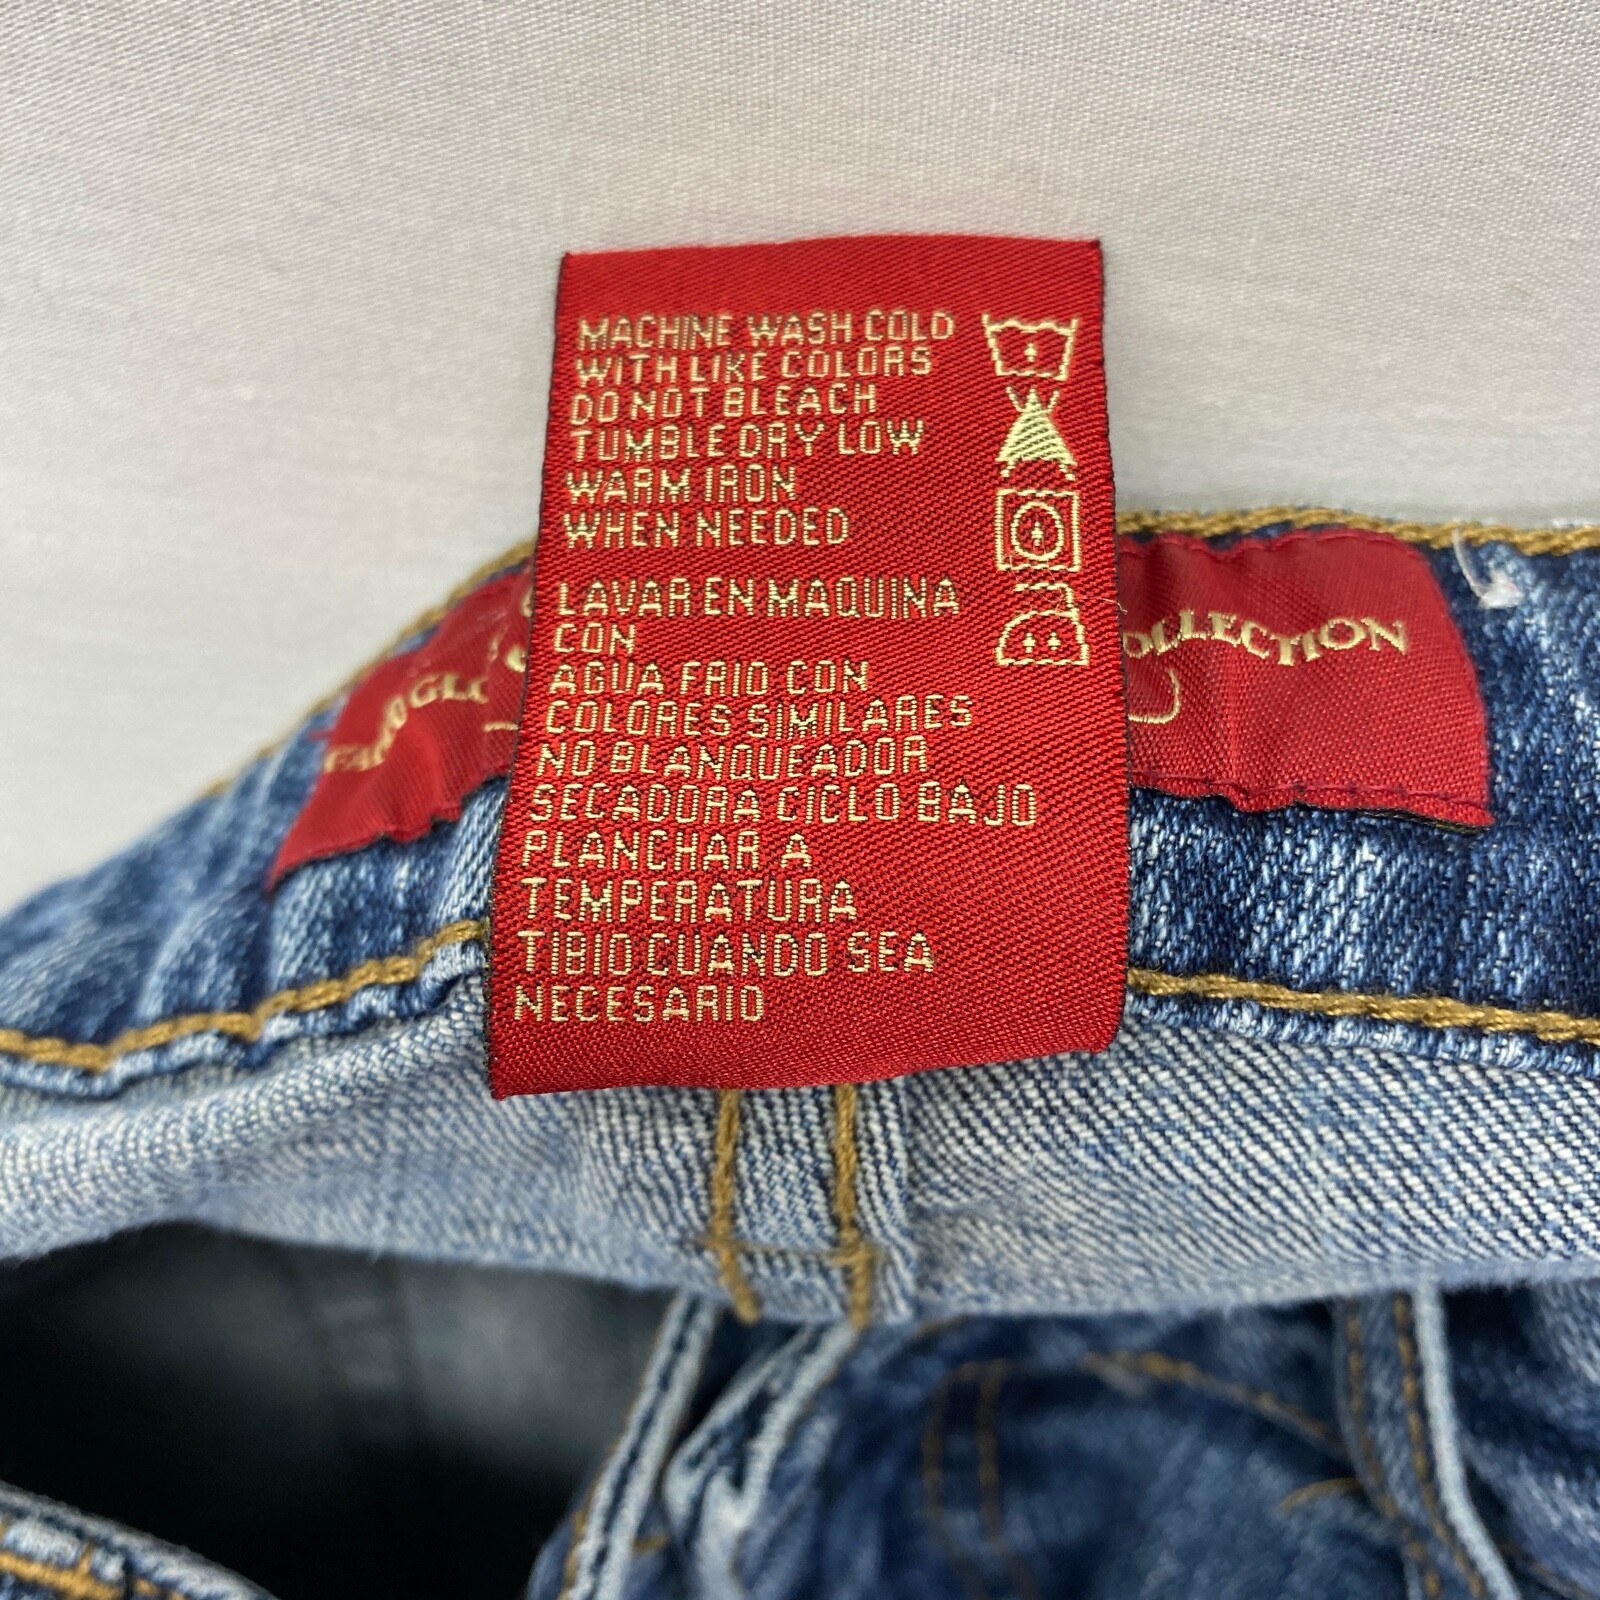 MACHINE WASH COLD
WITH LIKE COLORS
DO NOT BLEACH
TUMBLE DRY LOW
WARM IRON
WHEN NEEDED
LAVAR EN MAQUINA
CON
AGUA FRIO CON
COLORES SIMILARES
NO BLANQUEADOR
SECADORA CICLO BAJO
PLANCHAR A
TEMPERATURA
TIBIO CUANDO SEA
NECESARIO
OLLECTION